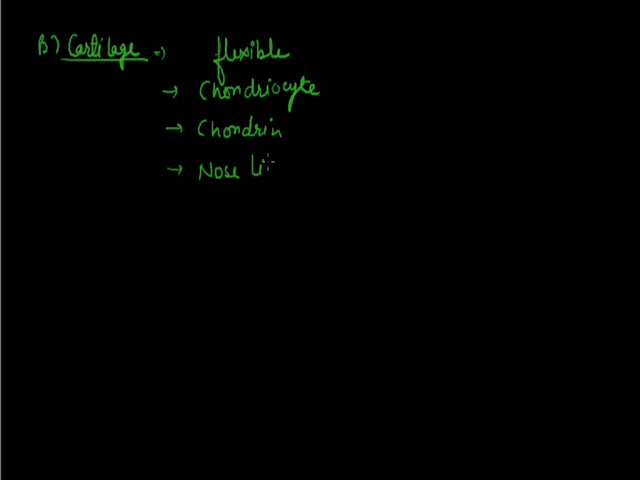 B) Cartilage => flexible
→ Chondriocyte
→ Chondrin
→ Nose